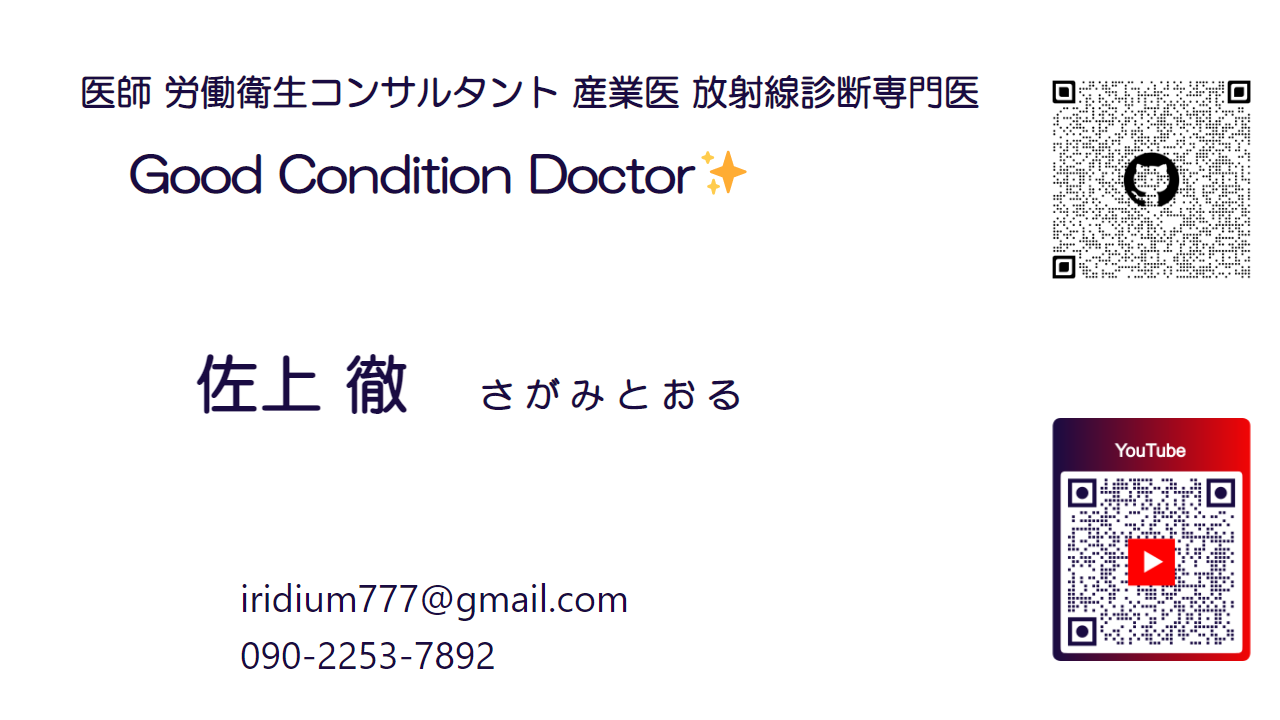 医師 労働衛生コンサルタント 産業医 放射線診断専門医
Good Condition Doctor✨
佐上 徹 さがみとおる
iridium777@gmail.com
090-2253-7892
YouTube